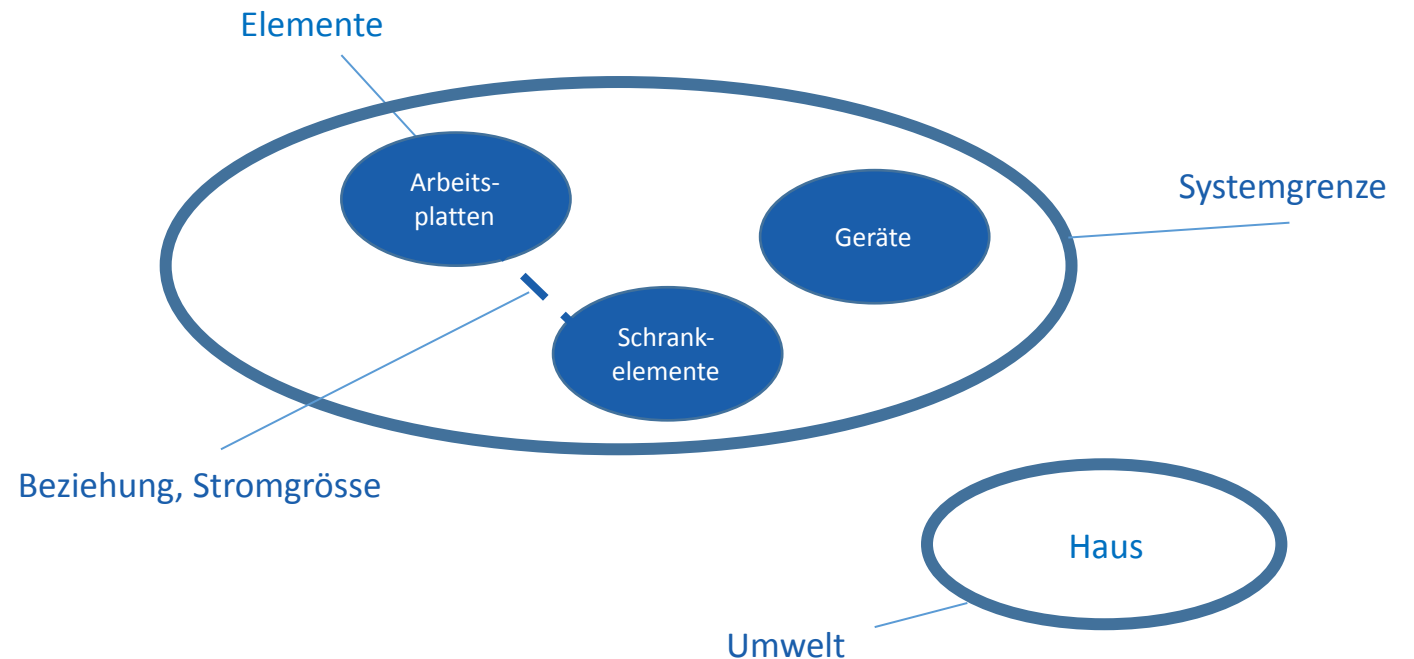 Elemente
Arbeits-
platten
Systemgrenze
Geräte
Schrank-
elemente
Beziehung, Stromgrösse
Haus
Umwelt